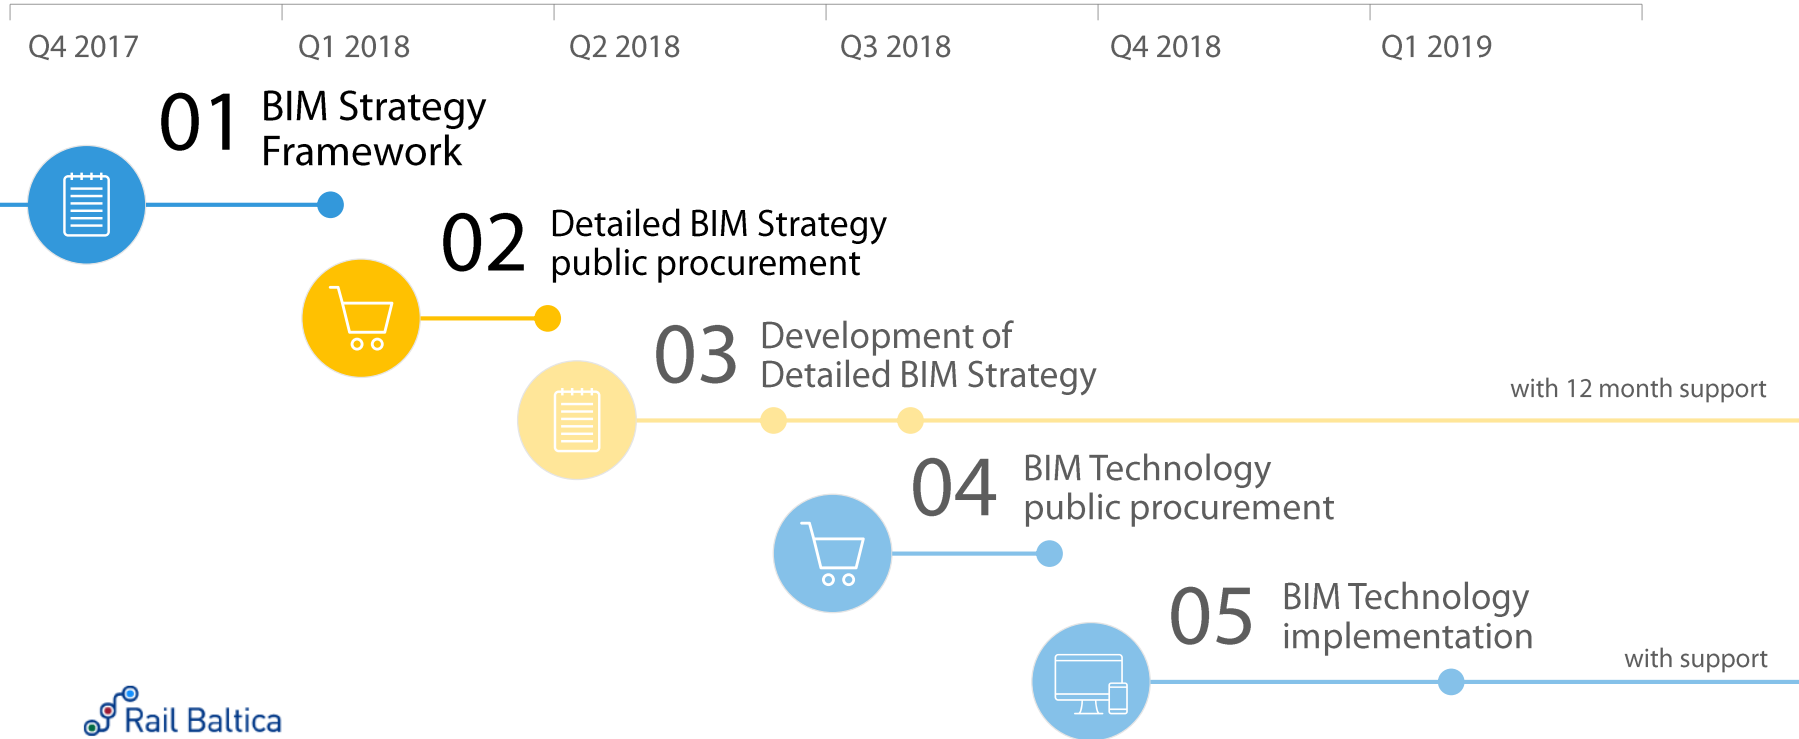 Q4 2017
Q1 2018
Q2 2018
Q3 2018
Q4 2018
Q1 2019
01
BIM Strategy
Framework
02
Detailed BIM Strategy
public procurement
03
Development of
Detailed BIM Strategy
with 12 month support
04
BIM Technology
public procurement
05
BIM Technology
implementation
with support
Rail Baltica